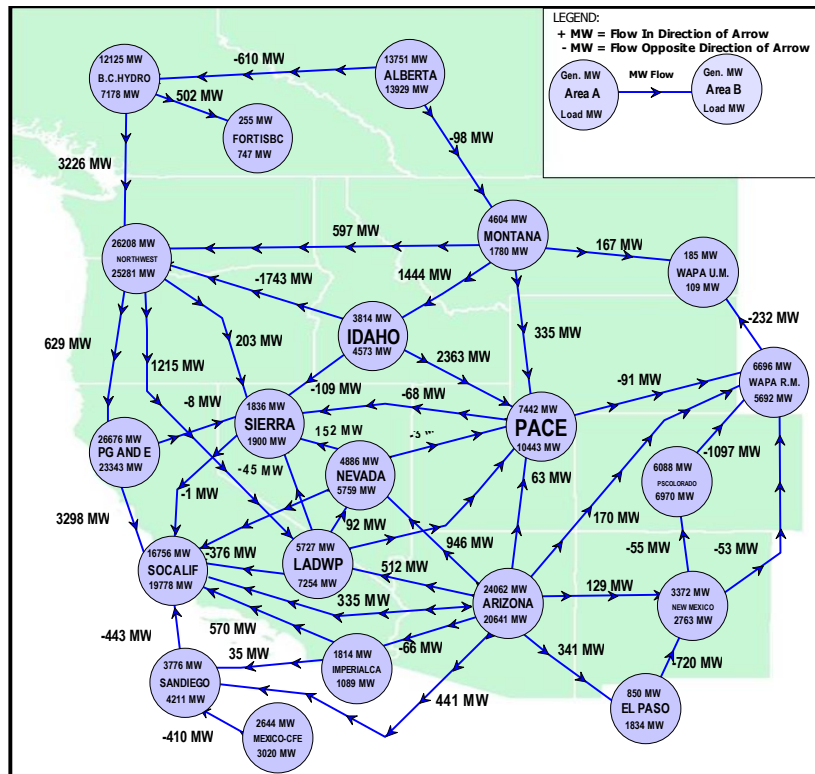 LEGEND:
+ MW = Flow In Direction of Arrow
- MW = Flow Opposite Direction of Arrow
Gen. MW
Area A
Load MW
MW Flow
Gen. MW
Area B
Load MW
12125 MW
B.C.HYDRO
7178 MW
-610 MW
13751 MW
ALBERTA
13929 MW
502 MW
255 MW
FORTISBC
747 MW
-98 MW
3226 MW
26208 MW
NORTHWEST
25281 MW
597 MW
4604 MW
MONTANA
1780 MW
167 MW
185 MW
WAPA U.M.
109 MW
-1743 MW
1444 MW
3814 MW
IDAHO
4573 MW
335 MW
-232 MW
629 MW
1215 MW
203 MW
2363 MW
-109 MW
-68 MW
-91 MW
6696 MW
WAPA R.M.
5692 MW
-8 MW
1836 MW
SIERRA
1900 MW
7442 MW
PACE
10443 MW
26676 MW
PG AND E
23343 MW
152 MW
-45 MW
4886 MW
NEVADA
5759 MW
63 MW
6088 MW
PSCOLORADO
6970 MW
-1097 MW
-1 MW
92 MW
170 MW
3298 MW
16756 MW
SOCALIF
19778 MW
-376 MW
5727 MW
LADWP
7254 MW
946 MW
512 MW
-55 MW
-53 MW
335 MW
24062 MW
ARIZONA
20641 MW
129 MW
3372 MW
NEW MEXICO
2763 MW
-443 MW
570 MW
35 MW
1814 MW
IMPERIALCA
1089 MW
-66 MW
341 MW
-720 MW
3776 MW
SANDIEGO
4211 MW
441 MW
850 MW
EL PASO
1834 MW
-410 MW
2644 MW
MEXICO-CFE
3020 MW